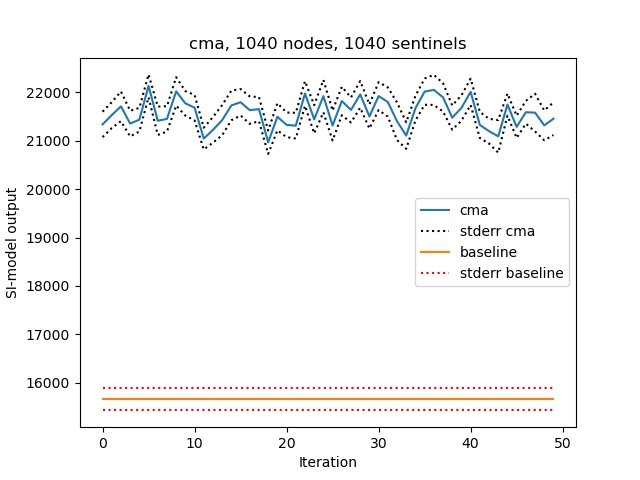 cma, 1040 nodes, 1040 sentinels
SI-model output
22000
21000
20000
19000
18000
17000
16000
cma
stderr cma
baseline
stderr baseline
0 10 20 30 40 50
Iteration